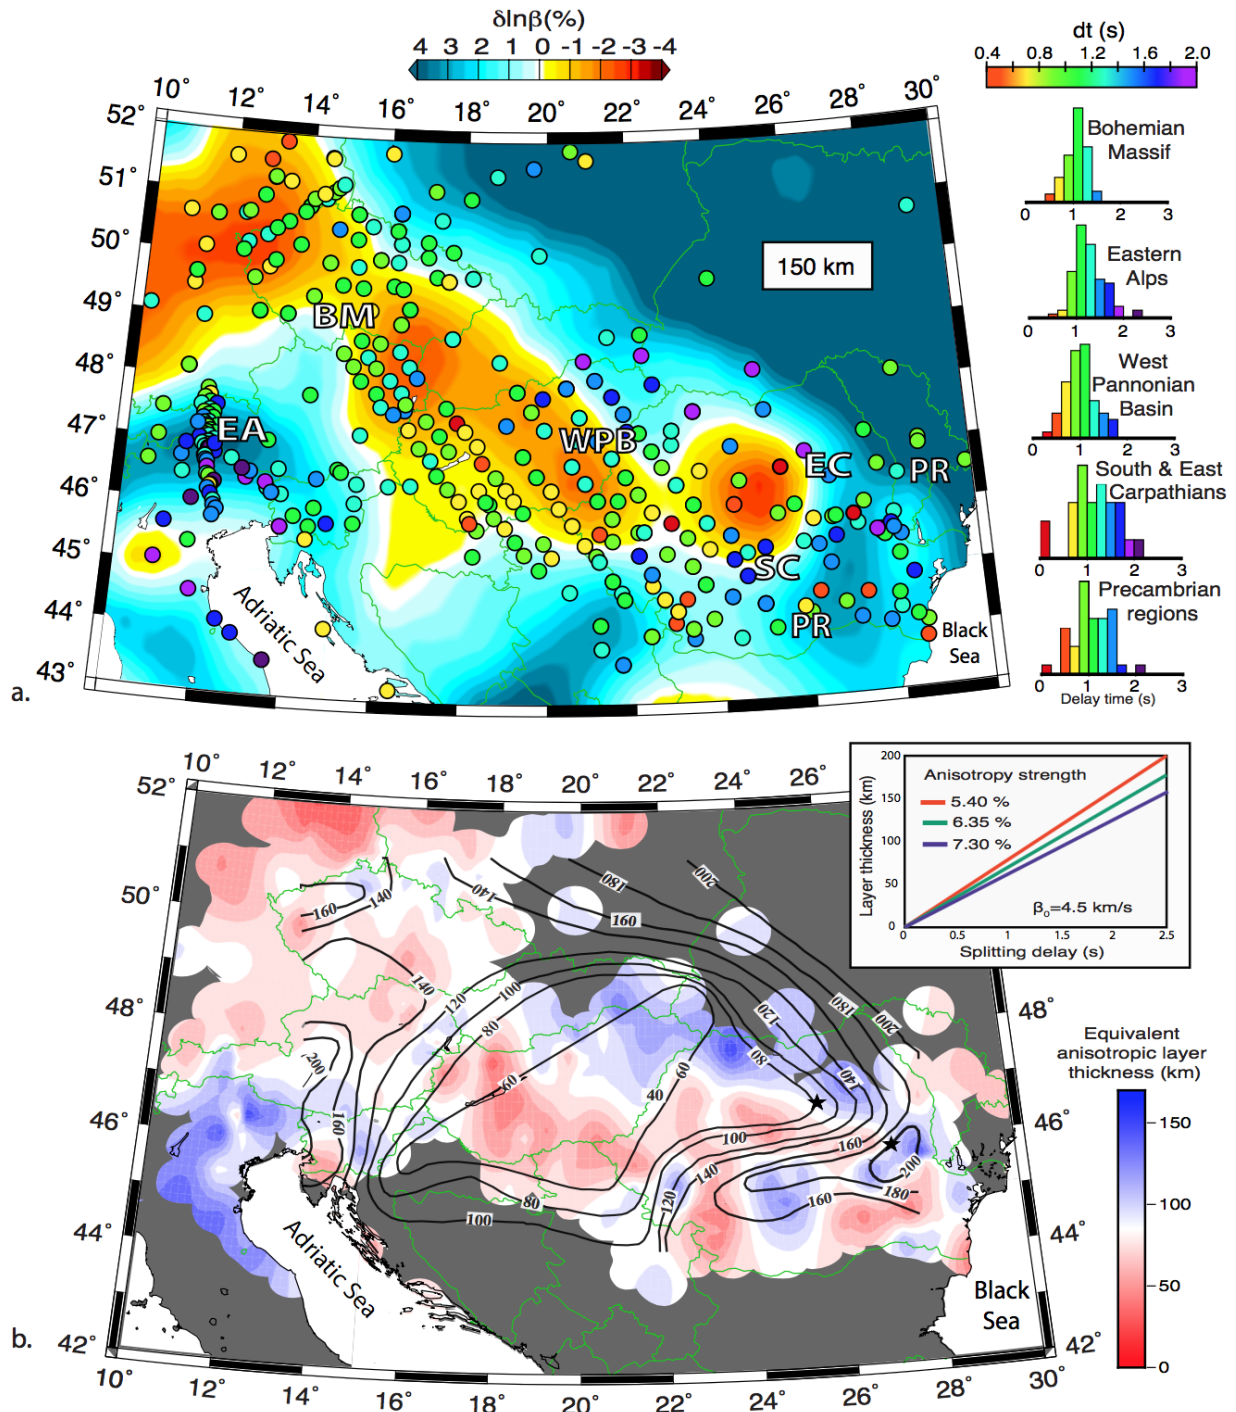 δlnβ(%)
4 3 2 1 0 -1 -2 -3 -4
dt (s)
0.4 0.8 1.2 1.6 2.0
10° 12° 14° 16° 18° 20° 22° 24° 26° 28° 30°
52°
51°
50°
49°
48°
47°
46°
45°
44°
43°
150 km
BM
EA
WPB
EC
PR
SC
PR
Adriatic Sea
Black
Sea
a.
Bohemian
Massif
0 1 2 3
Eastern
Alps
0 1 2 3
West
Pannonian
Basin
0 1 2 3
South & East
Carpathians
0 1 2 3
Precambrian
regions
0 1 2 3
Delay time (s)
10° 12° 14° 16° 18° 20° 22° 24° 26°
52°
50°
48°
46°
44°
42°
48°
46°
44°
42°
200
150
100
50
0
Layer thickness (km)
Anisotropy strength
5.40 %
6.35 %
7.30 %
β₀=4.5 km/s
0 0.5 1 1.5 2 2.5
Splitting delay (s)
160
140
140
180
200
160
140
120
100
80
60
200
160
120
180
200
80
40
60
40
100
160
140
120
200
180
160
80
100
Adriatic Sea
Black
Sea
Equivalent
anisotropic layer
thickness (km)
150
100
50
0
b.
10° 12° 14° 16° 18° 20° 22° 24° 26° 28° 30°